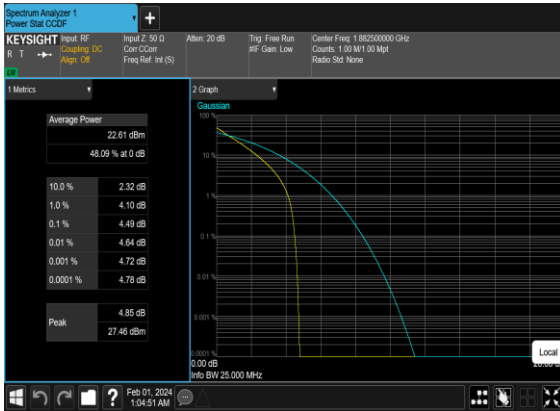 Spectrum Analyzer 1
Power Stat CCDF
+
KEYSIGHT
R T
LXI
Input: RF
Coupling: DC
Align: Off
Input Z: 50 Ω
Corr CCorr
Freq Ref: Int (S)
Atten: 20 dB
Trig: Free Run
#IF Gain: Low
Center Freq: 1.882500000 GHz
Counts: 1.00 M/1.00 Mpt
Radio Std: None
1 Metrics
Average Power
22.61 dBm
48.09 % at 0 dB
10.0 % 2.32 dB
1.0 % 4.10 dB
0.1 % 4.49 dB
0.01 % 4.64 dB
0.001 % 4.72 dB
0.0001 % 4.78 dB
Peak
4.85 dB
27.46 dBm
2 Graph
Gaussian
100 %
10 %
1 %
0.1 %
0.01 %
0.001 %
0.0001 %
0.00 dB
Info BW 25.000 MHz
Local
?
Feb 01, 2024
1:04:51 AM